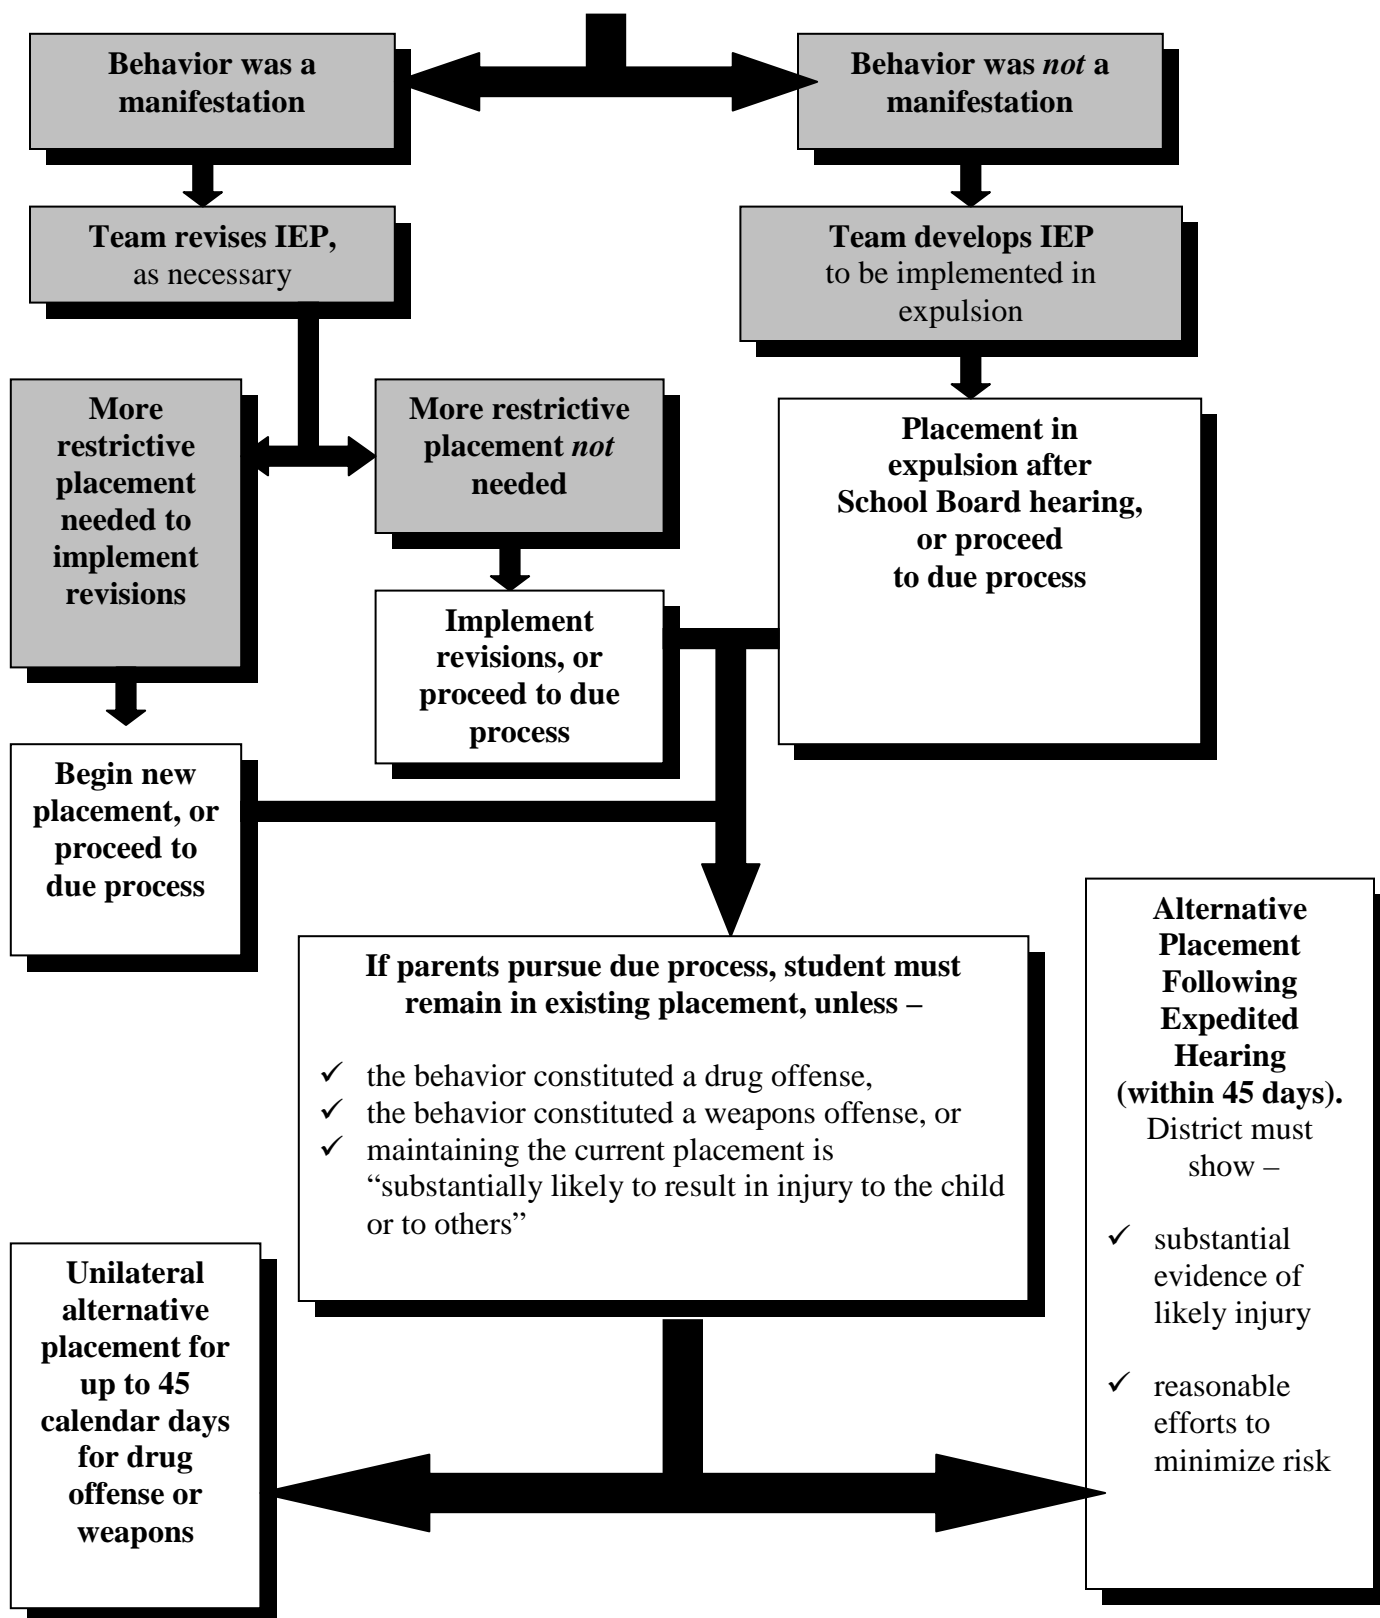 Behavior was a
manifestation
Behavior was not a
manifestation
Team revises IEP,
as necessary
Team develops IEP
to be implemented in
expulsion
More
restrictive
placement
needed to
implement
revisions
More restrictive
placement not
needed
Placement in
expulsion after
School Board hearing,
or proceed
to due process
Implement
revisions, or
proceed to due
process
Begin new
placement, or
proceed to
due process
If parents pursue due process, student must
remain in existing placement, unless –
✓ the behavior constituted a drug offense,
✓ the behavior constituted a weapons offense, or
✓ maintaining the current placement is
“substantially likely to result in injury to the child
or to others”
Alternative
Placement
Following
Expedited
Hearing
(within 45 days).
District must
show –
✓ substantial
evidence of
likely injury
✓ reasonable
efforts to
minimize risk
Unilateral
alternative
placement for
up to 45
calendar days
for drug
offense or
weapons